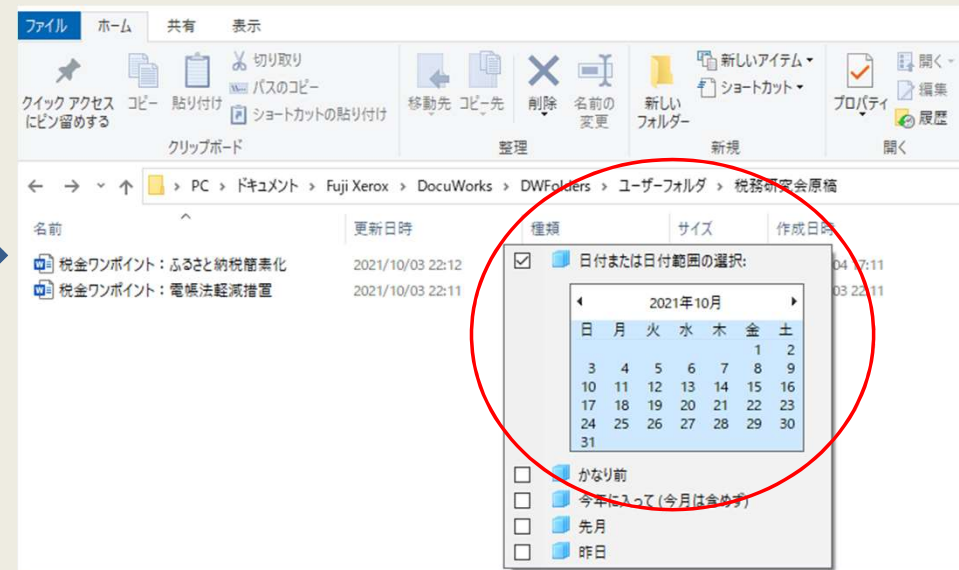 ファイル ホーム 共有 表示
クイック アクセスにピン留めする
コピー
貼り付け
切り取り
パスのコピー
ショートカットの貼り付け
クリップボード
移動先
コピー先
削除
名前の変更
整理
新しいフォルダー
新しいアイテム
ショートカット
新規
プロパティ
開く
編集
履歴
開く
PC › ドキュメント › Fuji Xerox › DocuWorks › DWFolders › ユーザーフォルダ › 税務研究会原稿
名前 更新日時 種類 サイズ 作成日時
税金ワンポイント：ふるさと納税簡素化 2021/10/03 22:12 04 17:11
税金ワンポイント：電帳法軽減措置 2021/10/03 22:11 03 22:11
日付または日付範囲の選択:
2021年10月
日 月 火 水 木 金 土
1 2
3 4 5 6 7 8 9
10 11 12 13 14 15 16
17 18 19 20 21 22 23
24 25 26 27 28 29 30
31
かなり前
今年に入って (今月は含めず)
先月
昨日